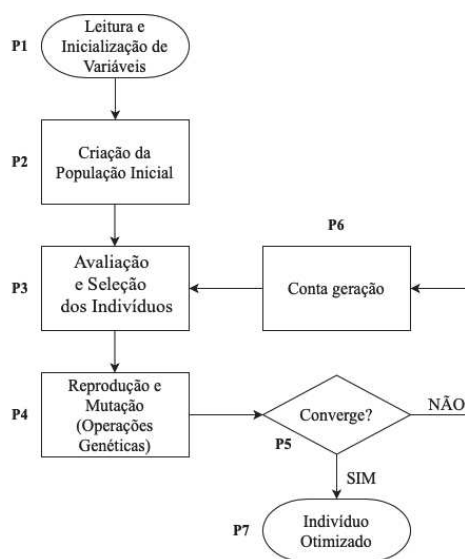 P1
Leitura e
Inicialização de
Variáveis
P2
Criação da
População Inicial
P6
P3
Avaliação
e Seleção
dos Indivíduos
Conta geração
P4
Reprodução e
Mutação
(Operações
Genéticas)
Converge?
NÃO
P5
SIM
P7
Indivíduo
Otimizado